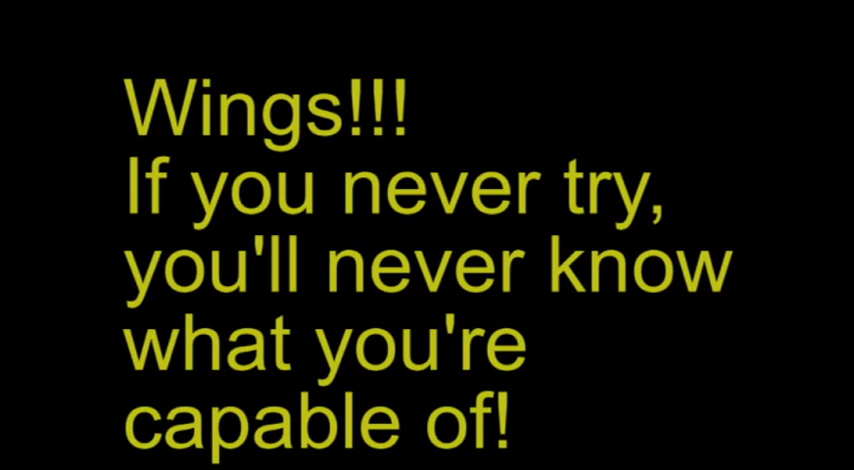 Wings!!!
If you never try,
you'll never know
what you're
capable of!